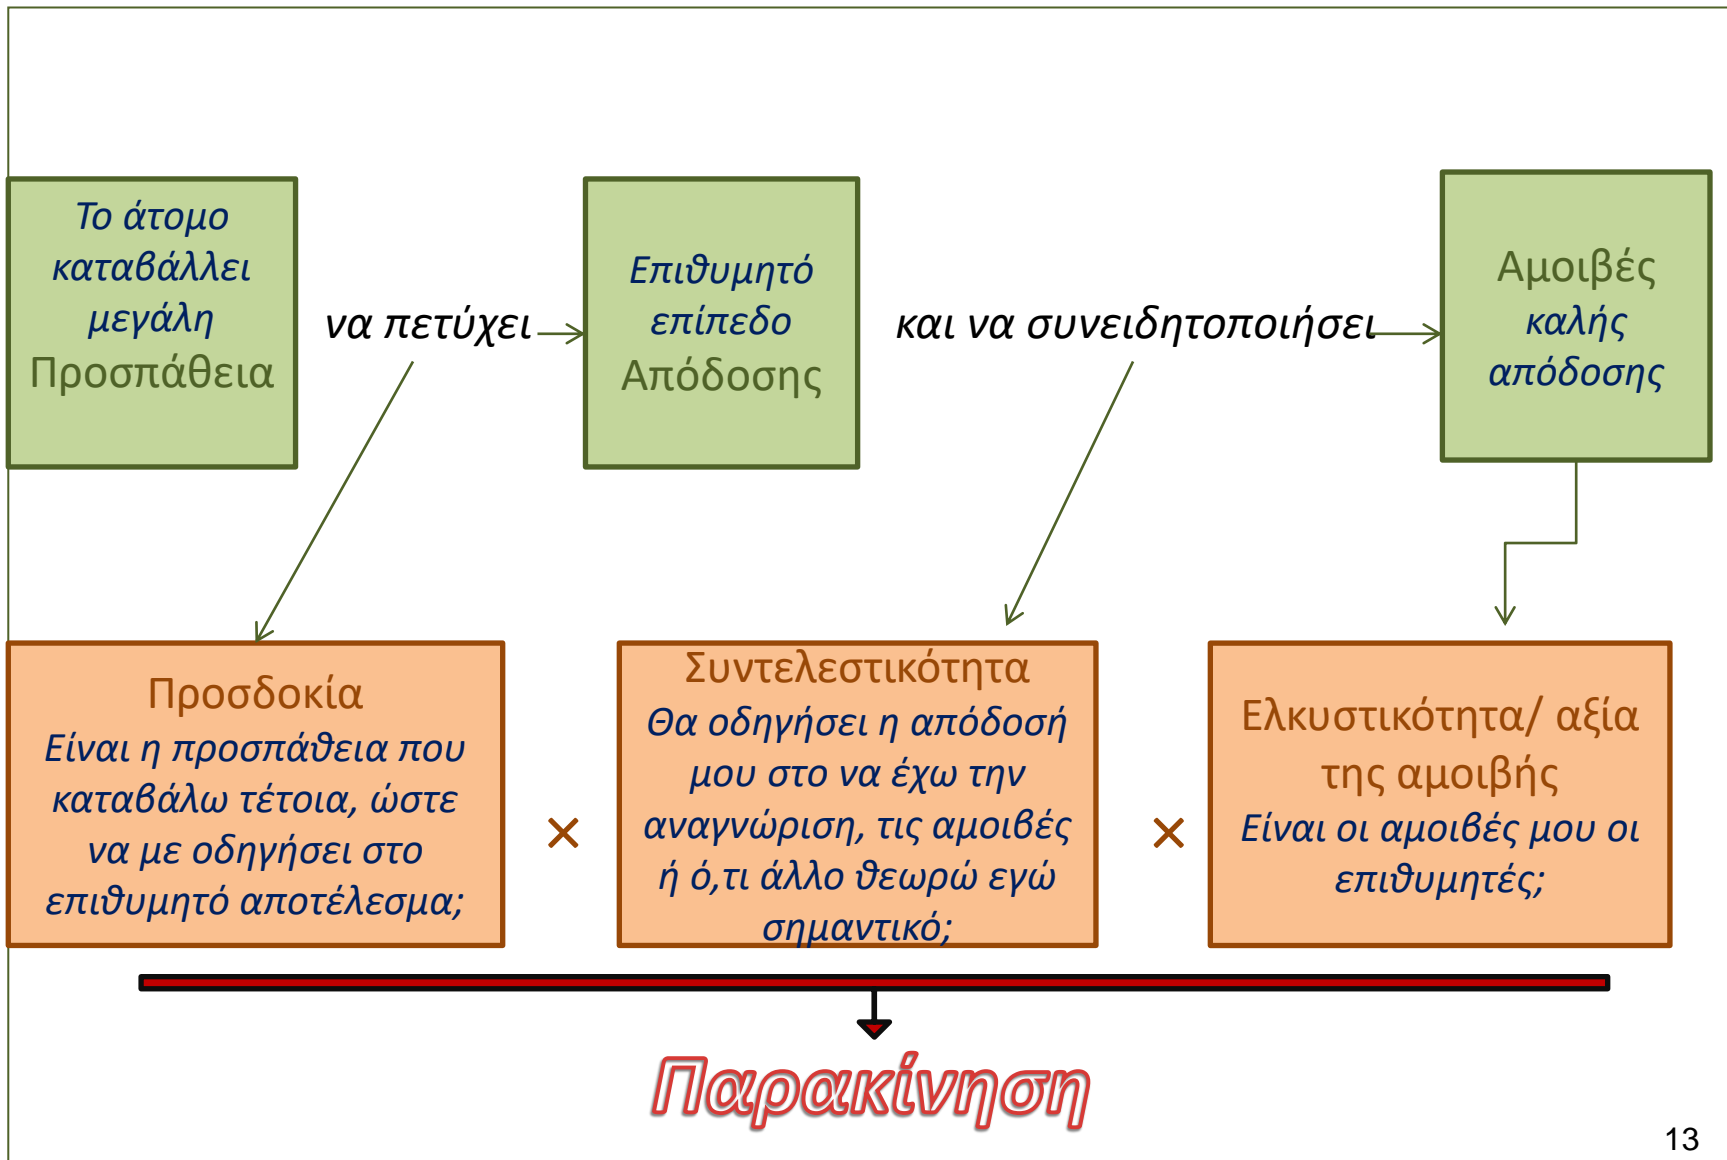 Το άτομο
καταβάλλει
μεγάλη
Προσπάθεια
να πετύχει
Επιθυμητό
επίπεδο
Απόδοσης
και να συνειδητοποιήσει
Αμοιβές
καλής
απόδοσης
Προσδοκία
Είναι η προσπάθεια που
καταβάλω τέτοια, ώστε
να με οδηγήσει στο
επιθυμητό αποτέλεσμα;
×
Συντελεστικότητα
Θα οδηγήσει η απόδοσή
μου στο να έχω την
αναγνώριση, τις αμοιβές
ή ό,τι άλλο θεωρώ εγώ
σημαντικό;
×
Ελκυστικότητα/ αξία
της αμοιβής
Είναι οι αμοιβές μου οι
επιθυμητές;
Παρακίνηση
13